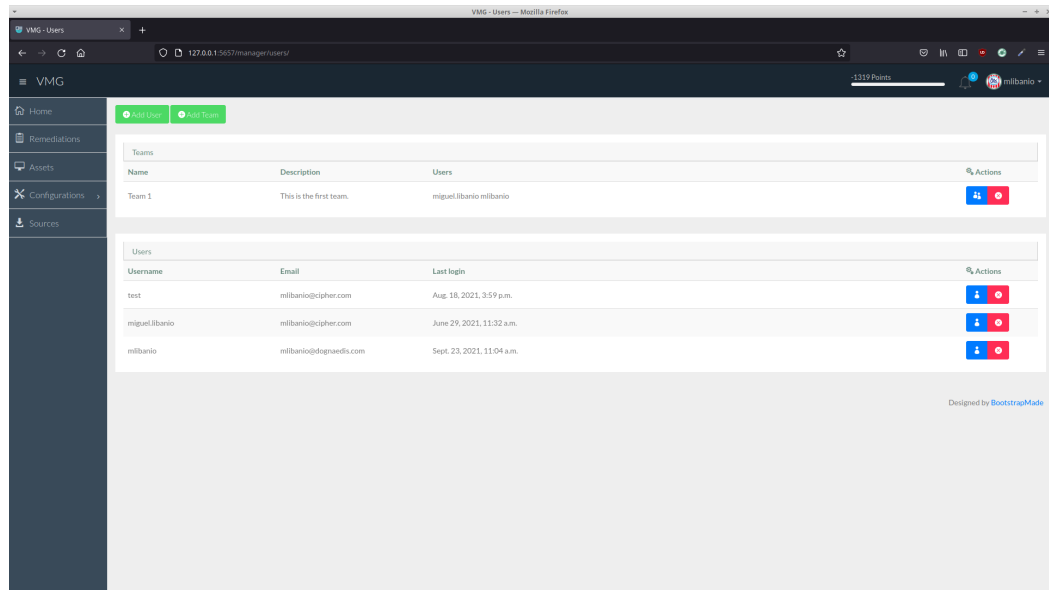 VMG - Users — Mozilla Firefox
VMG - Users
127.0.0.1:5657/manager/users/
VMG
-1319 Points
0
mlibanio
Home
Remediations
Assets
Configurations
Sources
Add User Add Team
Teams
Name Description Users Actions
Team 1 This is the first team. miguel.libanio mlibanio
Users
Username Email Last login Actions
test mlibanio@cipher.com Aug. 18, 2021, 3:59 p.m.
miguel.libanio mlibanio@cipher.com June 29, 2021, 11:32 a.m.
mlibanio mlibanio@dognaedis.com Sept. 23, 2021, 11:04 a.m.
Designed by BootstrapMade